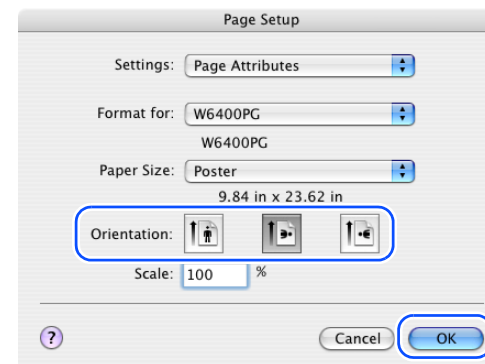 Page Setup
Settings: Page Attributes
Format for: W6400PG
W6400PG
Paper Size: Poster
9.84 in x 23.62 in
Orientation:
Scale: 100 %
? Cancel OK